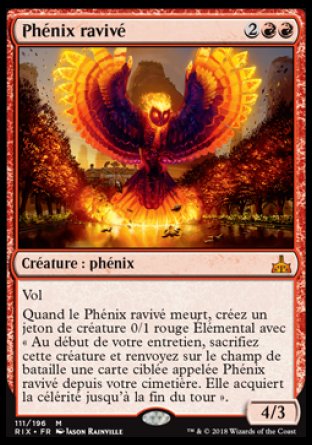 Phénix ravivé 2
Créature : phénix
Vol
Quand le Phénix ravivé meurt, créez un
jeton de créature 0/1 rouge Élémental avec
« Au début de votre entretien, sacrifiez
cette créature et renvoyez sur le champ de
bataille une carte ciblée appelée Phénix
ravivé depuis votre cimetière. Elle acquiert
la célérité jusqu'à la fin du tour ».
4/3
111/196 M
RIX • FR Jason Rainville
™ & © 2018 Wizards of the Coast